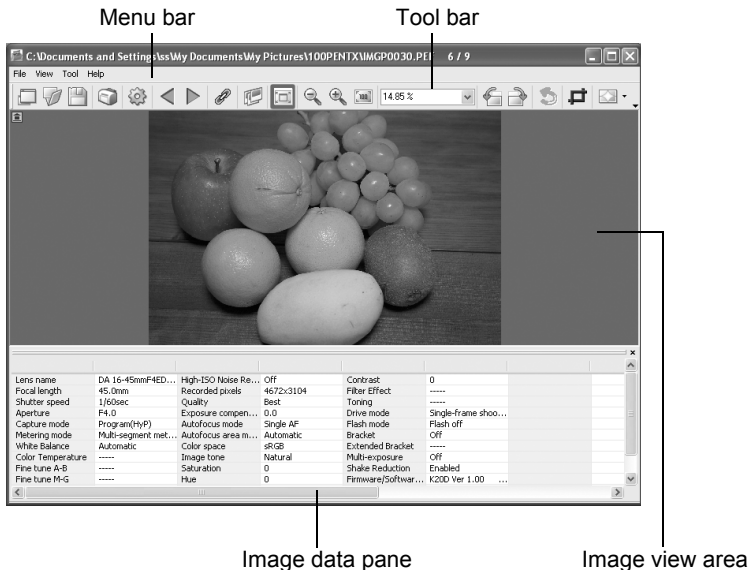 Menu bar
Tool bar
C:\Documents and Settings\ss\My Documents\My Pictures\100PENTX\IMGP0030.PEF 6 / 9
File View Tool Help
14.85 %
Lens name DA 16-45mmF4ED... High-ISO Noise Re... Off Contrast 0
Focal length 45.0mm Recorded pixels 4672x3104 Filter Effect -----
Shutter speed 1/60sec Quality Best Toning -----
Aperture F4.0 Exposure compen... 0.0 Drive mode Single-frame shoo...
Capture mode Program(HyP) Autofocus mode Single AF Flash mode Flash off
Metering mode Multi-segment met... Autofocus area m... Automatic Bracket Off
White Balance Automatic Color space sRGB Extended Bracket -----
Color Temperature ----- Image tone Natural Multi-exposure Off
Fine tune A-B ----- Saturation 0 Shake Reduction Enabled
Fine tune M-G ----- Hue 0 Firmware/Softwar... K20D Ver 1.00 ...
Image data pane
Image view area